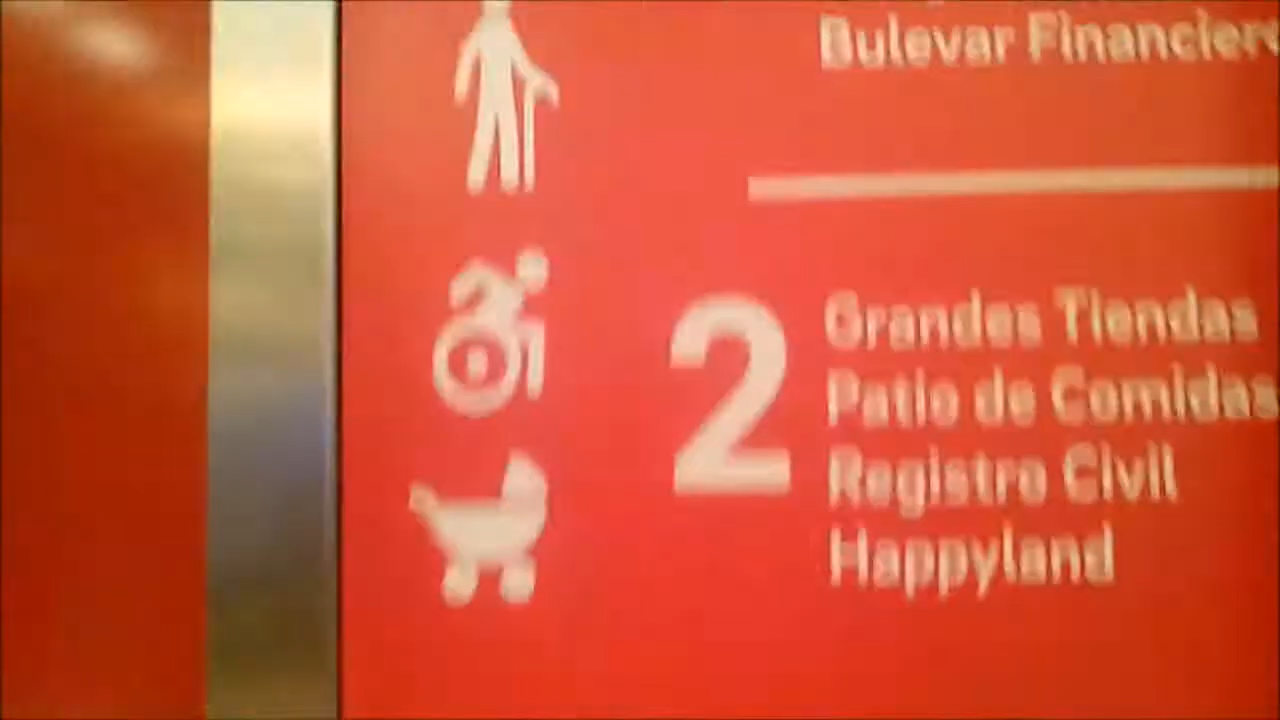 Bulevar Financiero
2
Grandes Tiendas
Patio de Comidas
Registro Civil
Happyland